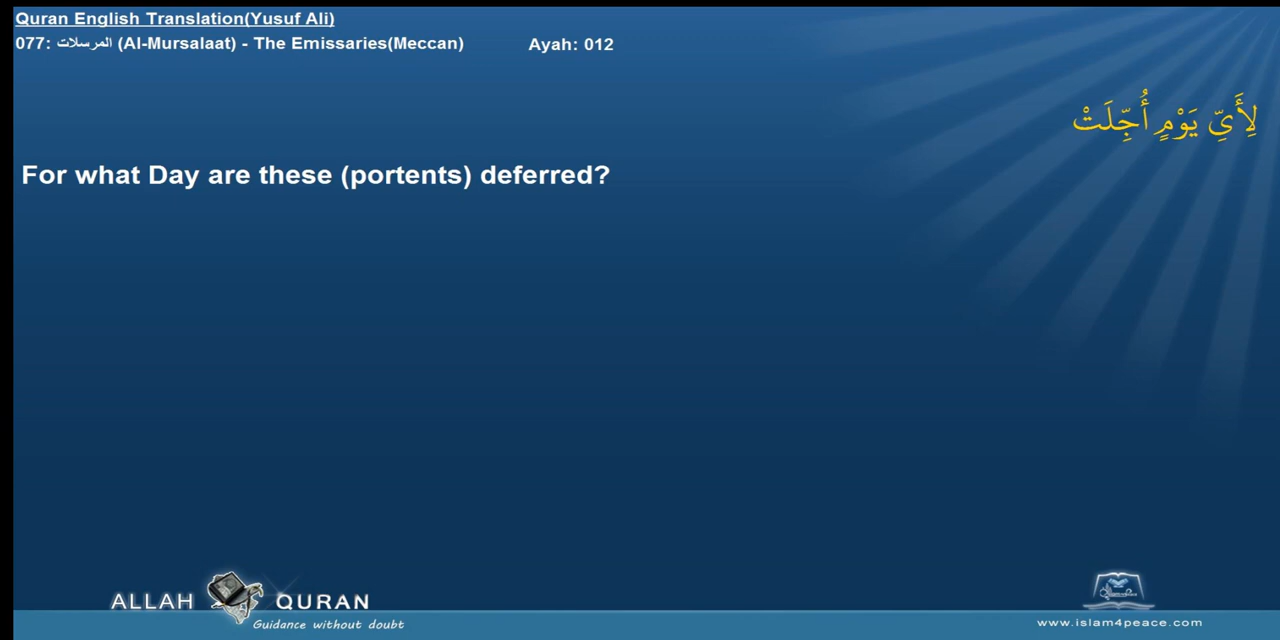 Quran English Translation(Yusuf Ali)
077: المرسلات (Al-Mursalaat) - The Emissaries(Meccan) Ayah: 012
لِأَيِّ يَوْمٍ أُجِّلَتْ
For what Day are these (portents) deferred?
ALLAH QURAN
Guidance without doubt
www.islam4peace.com